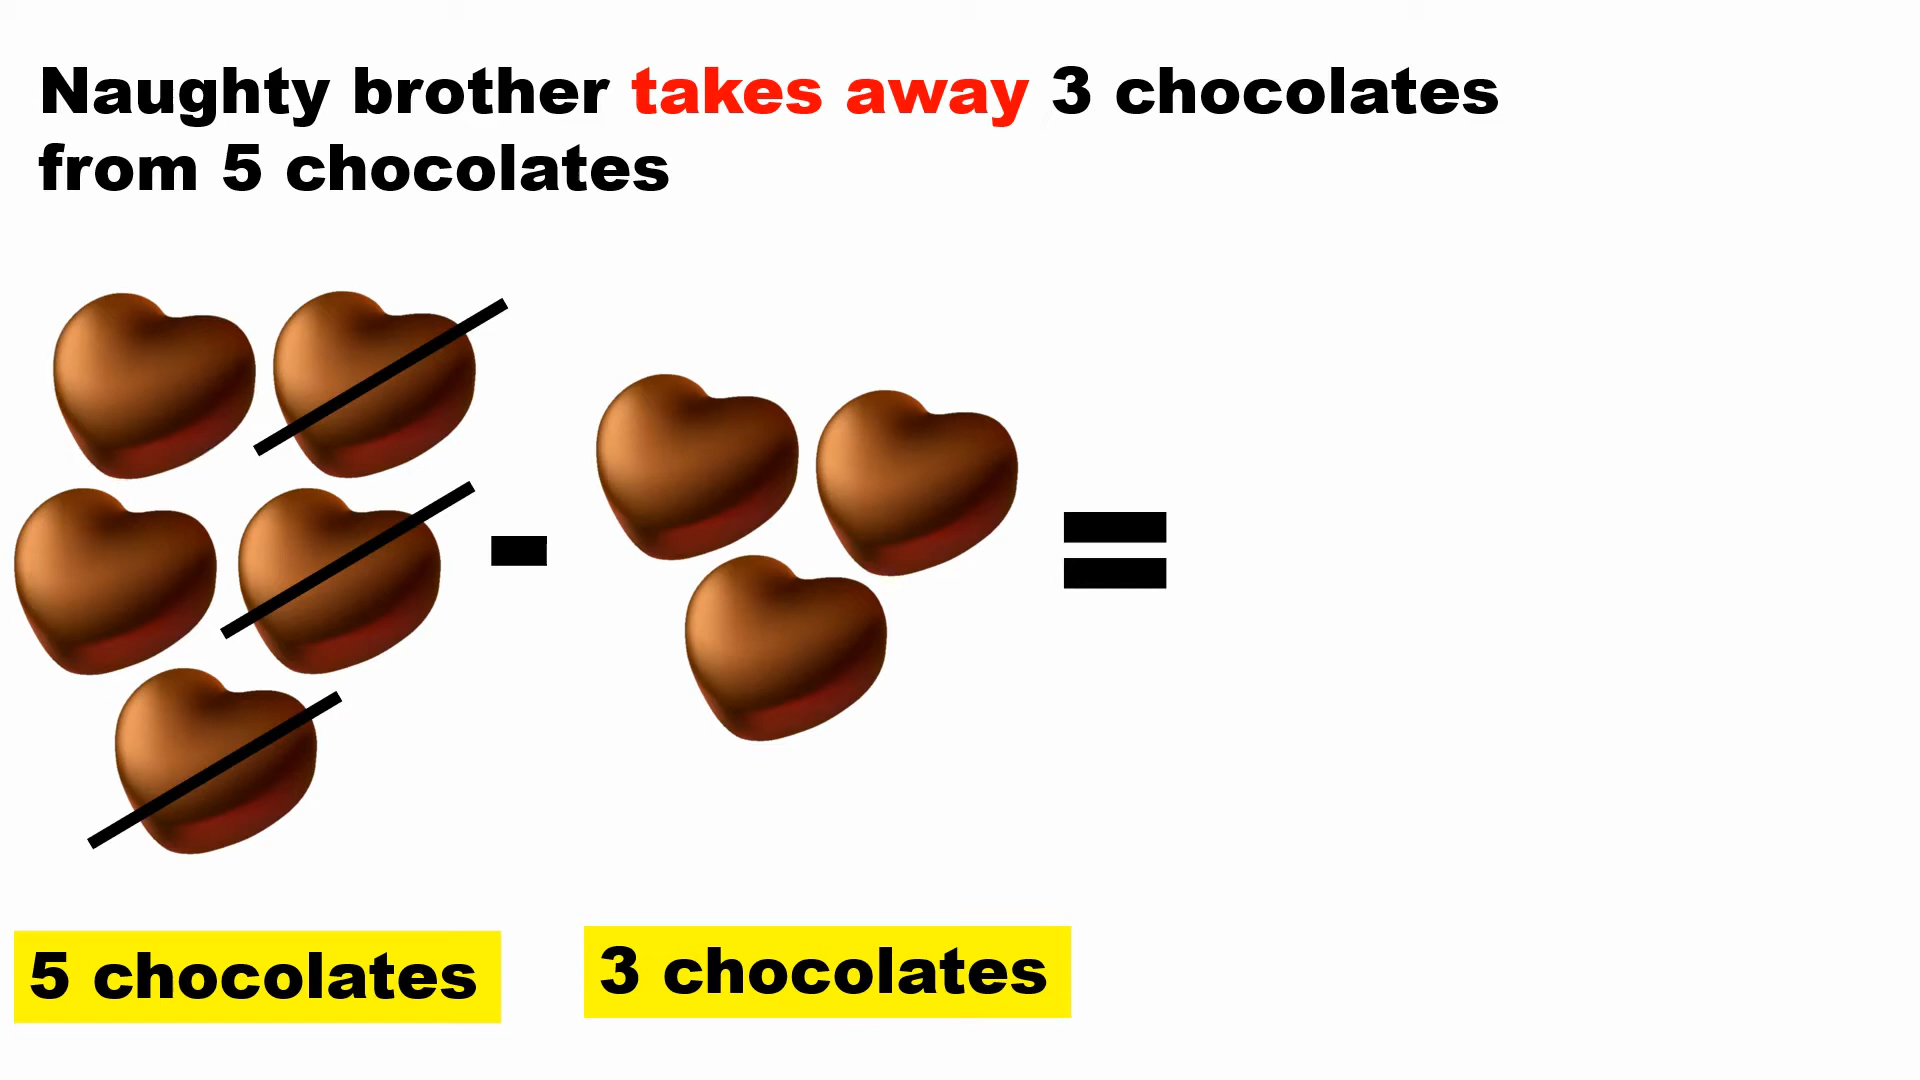 Naughty brother takes away 3 chocolates
from 5 chocolates
- =
5 chocolates
3 chocolates